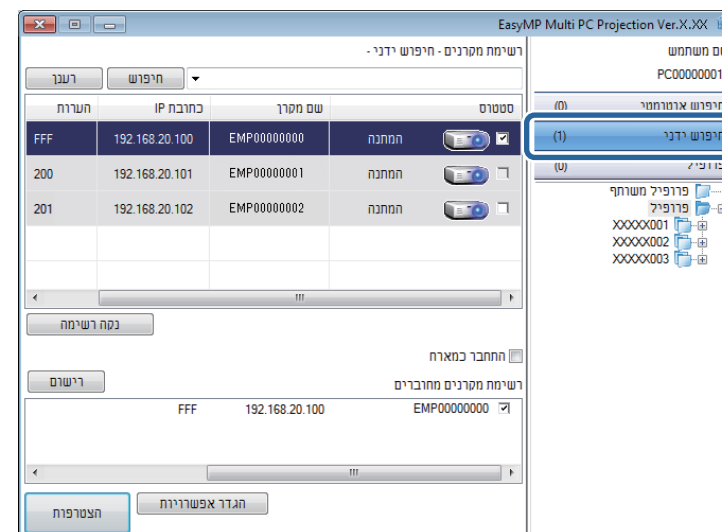 EasyMP Multi PC Projection Ver.X.XX
שם משתמש
PC00000001
חיפוש אוטומטי (0)
חיפוש ידני (1)
פרופיל (0)
פרופיל משותף
פרופיל
XXXXX001
XXXXX002
XXXXX003
רשימת מקרנים - חיפוש ידני -
חיפוש רענן
סטטוס שם מקרן כתובת IP הערות
המתנה EMP00000000 192.168.20.100 FFF
המתנה EMP00000001 192.168.20.101 200
המתנה EMP00000002 192.168.20.102 201
נקה רשימה
התחבר כמארח
רשימת מקרנים מחוברים רישום
EMP00000000 192.168.20.100 FFF
הגדר אפשרויות הצטרפות